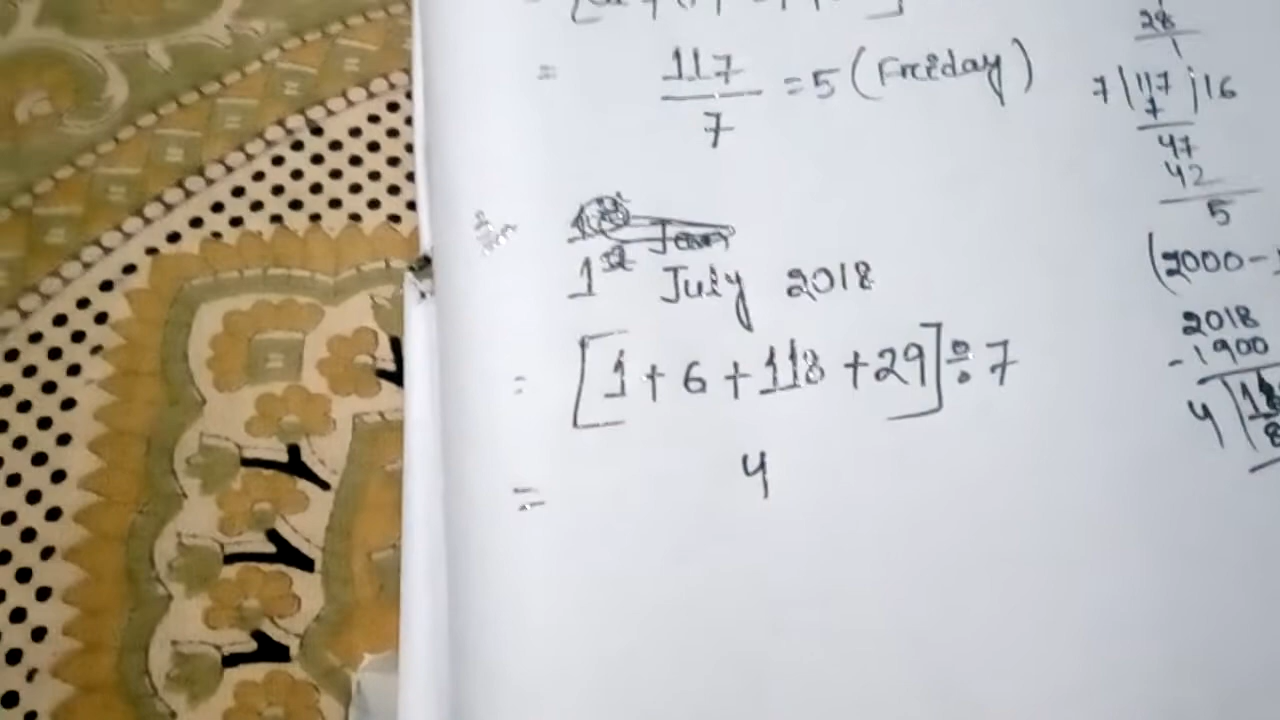 = 117/7 = 5 (Friday)
1st July 2018
= [1 + 6 + 118 + 29] ÷ 7
= 4
28
1
7 | 117 | 16
7
47
42
5
(2000-
2018
- 1900
4